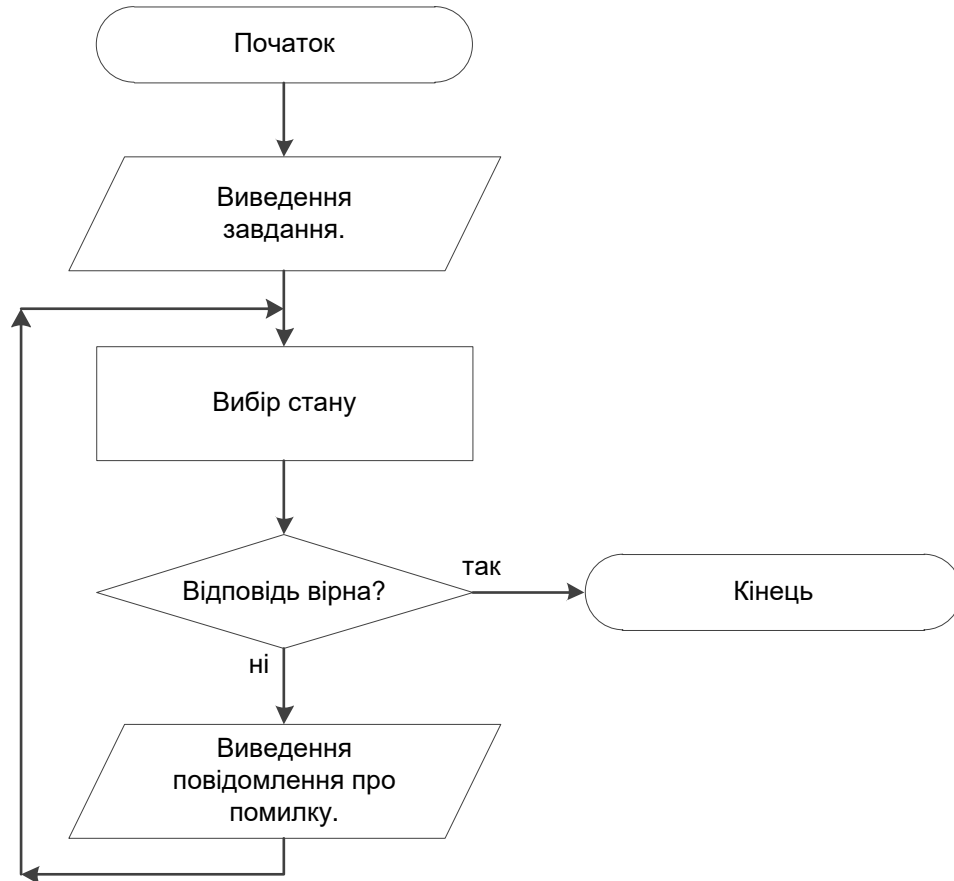 Початок
Виведення
завдання.
Вибір стану
Відповідь вірна?
так
Кінець
ні
Виведення
повідомлення про
помилку.